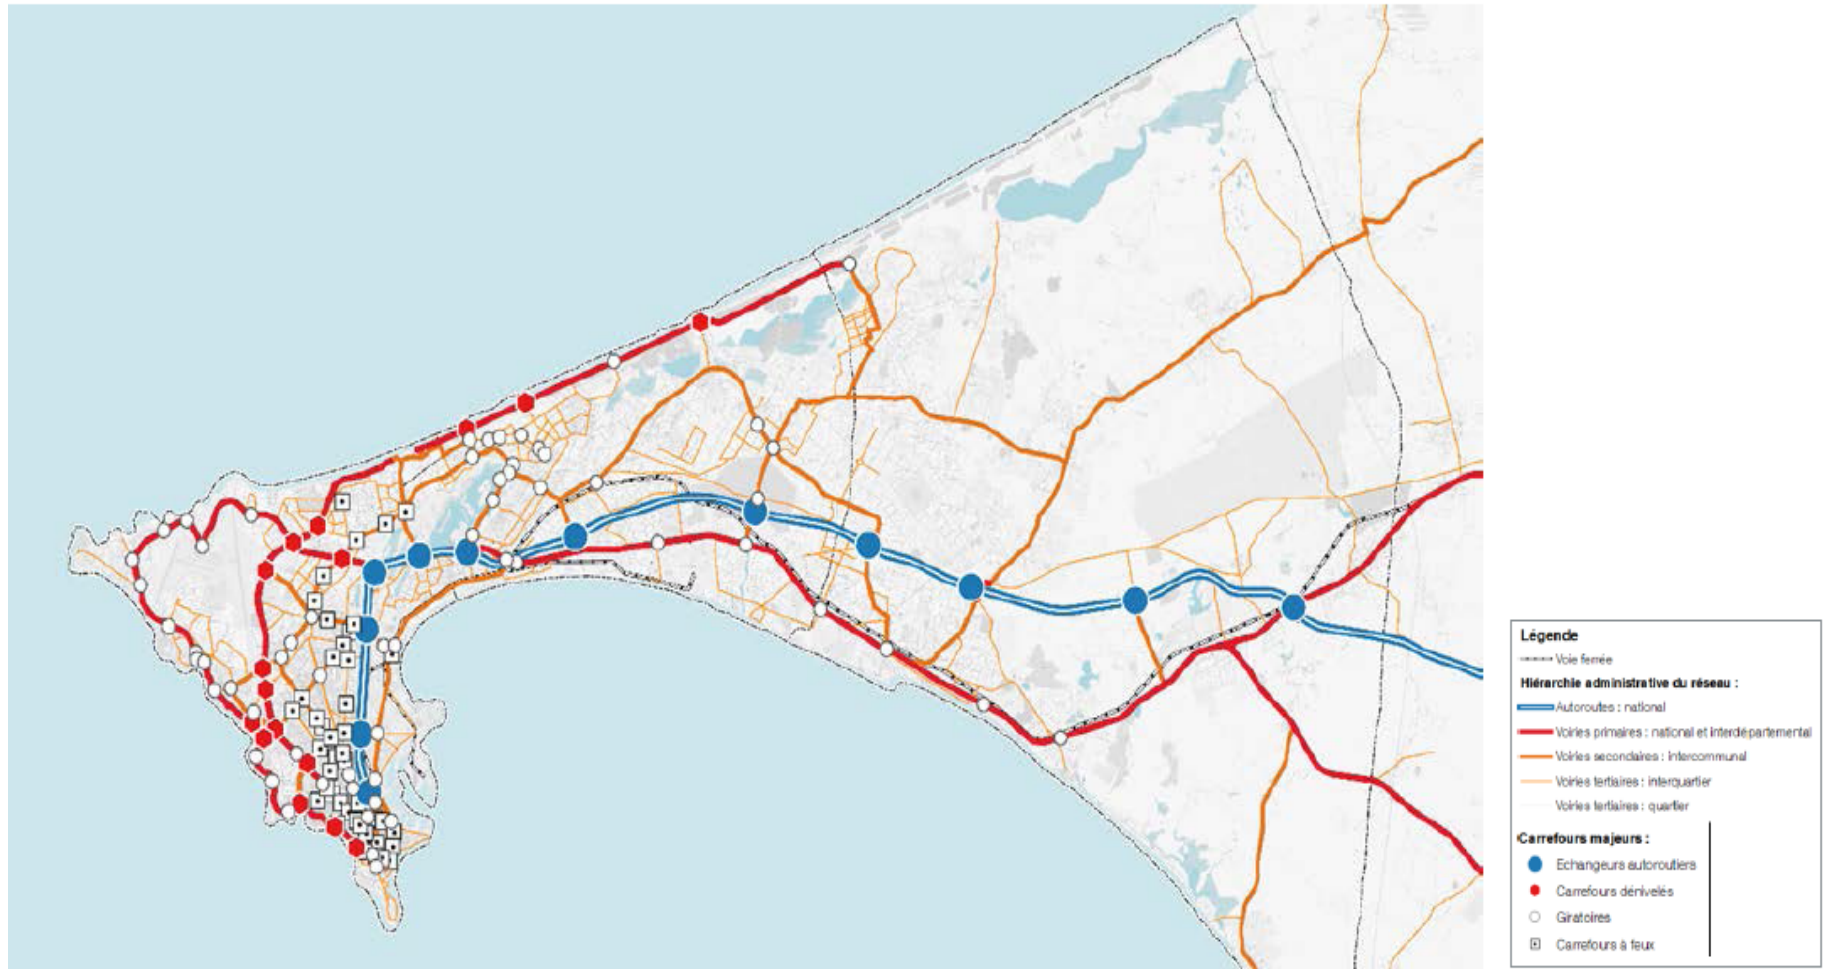 Légende
Voie ferrée
Hiérarchie administrative du réseau :
Autoroutes : national
Voiries primaires : national et interdépartemental
Voiries secondaires : intercommunal
Voiries tertiaires : interquartier
Voiries tertiaires : quartier
Carrefours majeurs :
Echangeurs autoroutiers
Carrefours dénivelés
Giratoires
Carrefours à feux